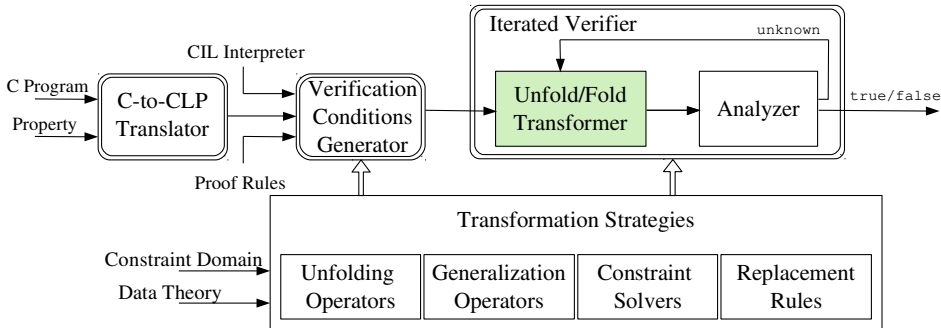 Iterated Verifier
unknown
CIL Interpreter
C Program
Property
C-to-CLP
Translator
Verification
Conditions
Generator
Unfold/Fold
Transformer
Analyzer
true/false
Proof Rules
Transformation Strategies
Constraint Domain
Data Theory
Unfolding
Operators
Generalization
Operators
Constraint
Solvers
Replacement
Rules